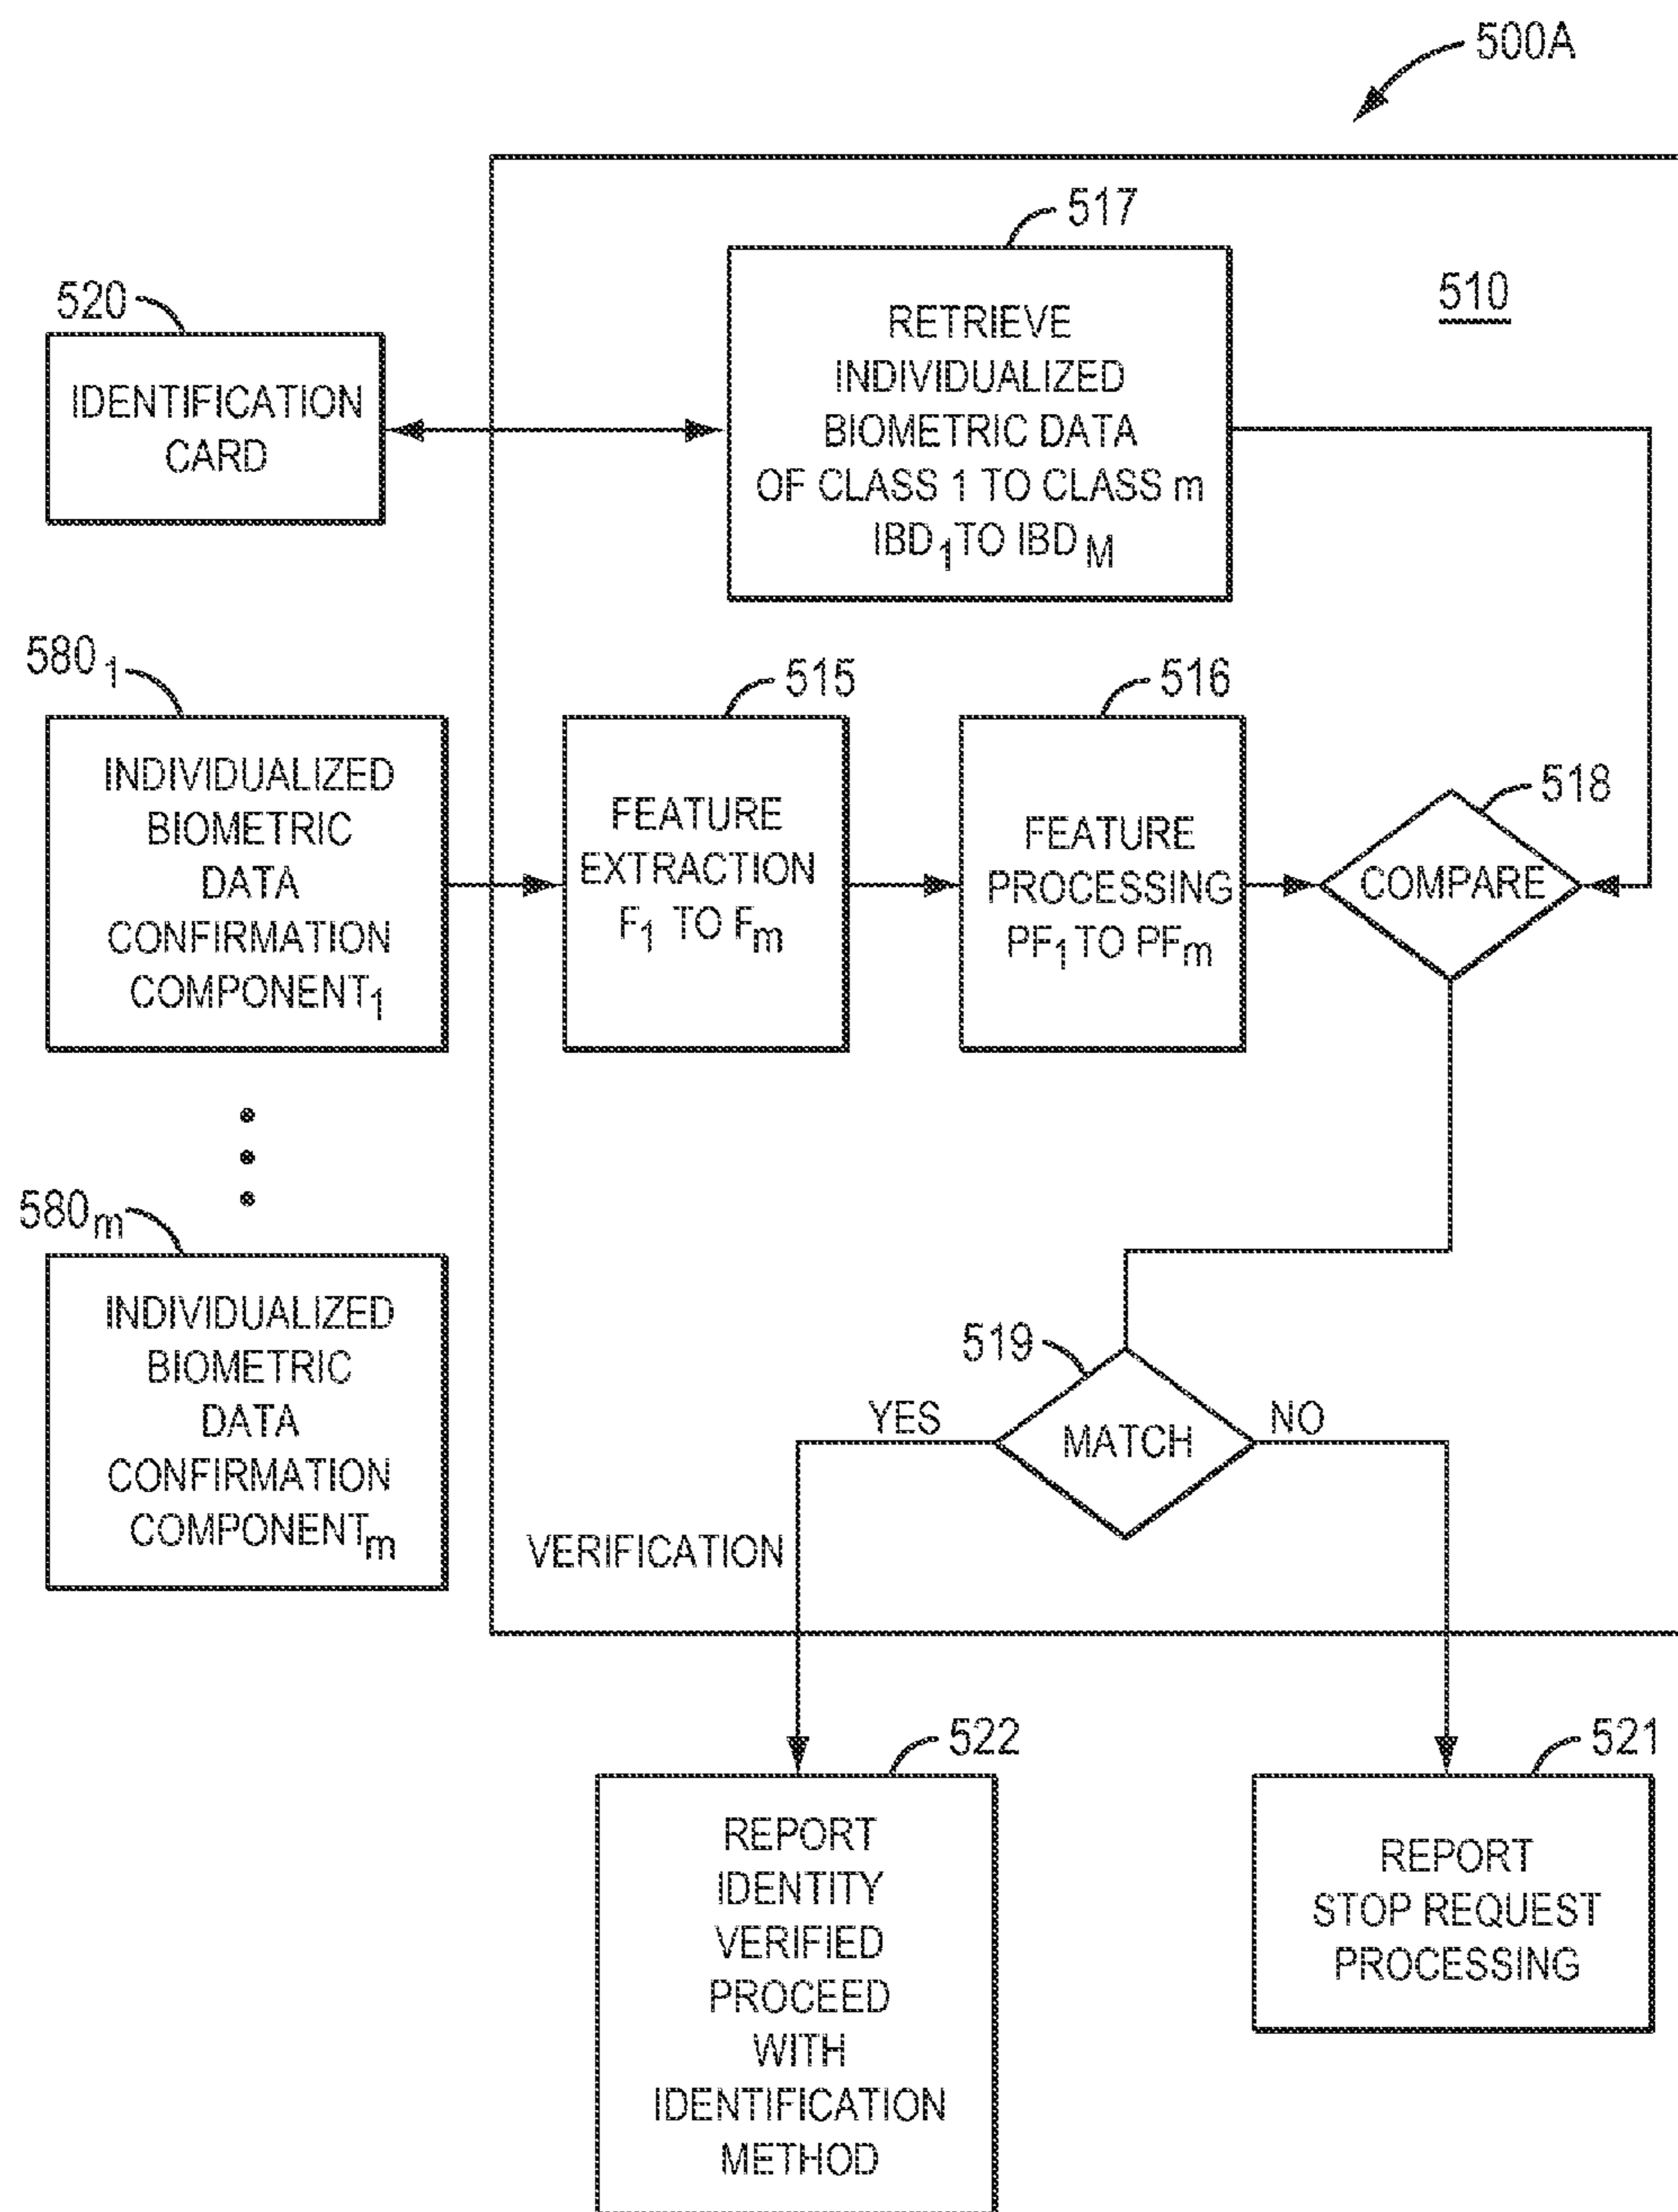 500A
517
510
520
RETRIEVE
INDIVIDUALIZED
BIOMETRIC DATA
OF CLASS 1 TO CLASS m
IBD1 TO IBDM
IDENTIFICATION
CARD
5801
515
516
518
INDIVIDUALIZED
BIOMETRIC
DATA
CONFIRMATION
COMPONENT1
FEATURE
EXTRACTION
F1 TO Fm
FEATURE
PROCESSING
PF1 TO PFm
COMPARE
580m
INDIVIDUALIZED
BIOMETRIC
DATA
CONFIRMATION
COMPONENTm
519
YES
MATCH
NO
VERIFICATION
522
521
REPORT
IDENTITY
VERIFIED
PROCEED
WITH
IDENTIFICATION
METHOD
REPORT
STOP REQUEST
PROCESSING